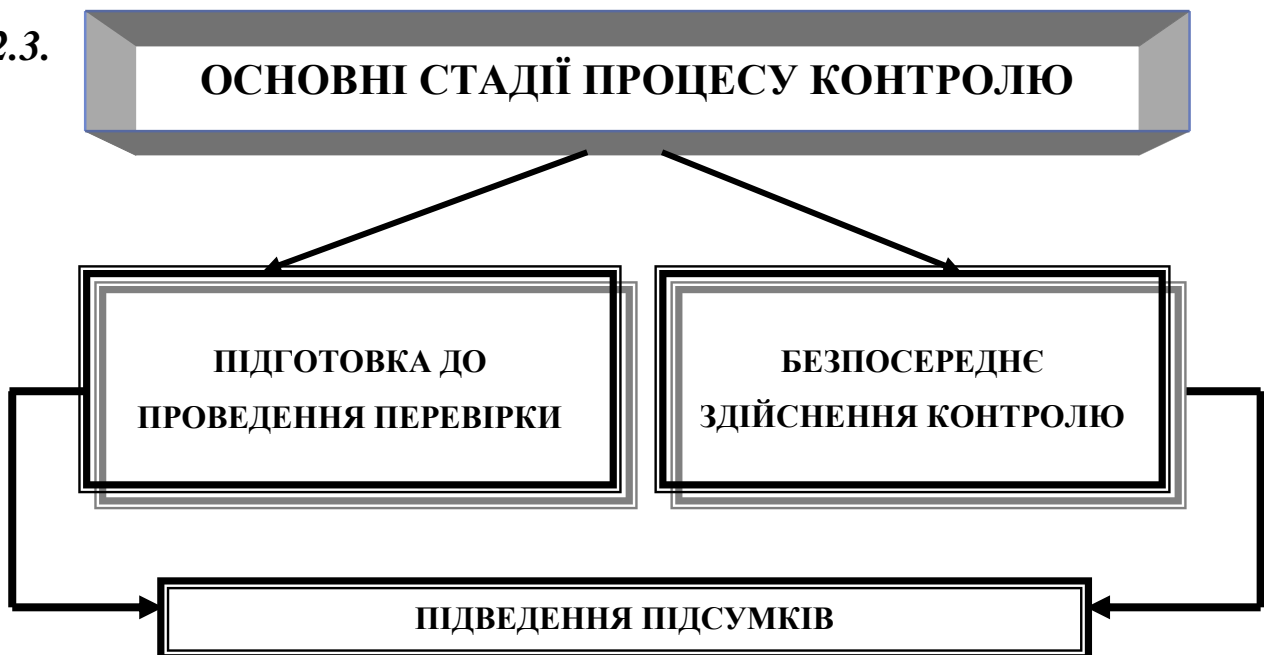 2.3.
ОСНОВНІ СТАДІЇ ПРОЦЕСУ КОНТРОЛЮ
ПІДГОТОВКА ДО
ПРОВЕДЕННЯ ПЕРЕВІРКИ
БЕЗПОСЕРЕДНЄ
ЗДІЙСНЕННЯ КОНТРОЛЮ
ПІДВЕДЕННЯ ПІДСУМКІВ